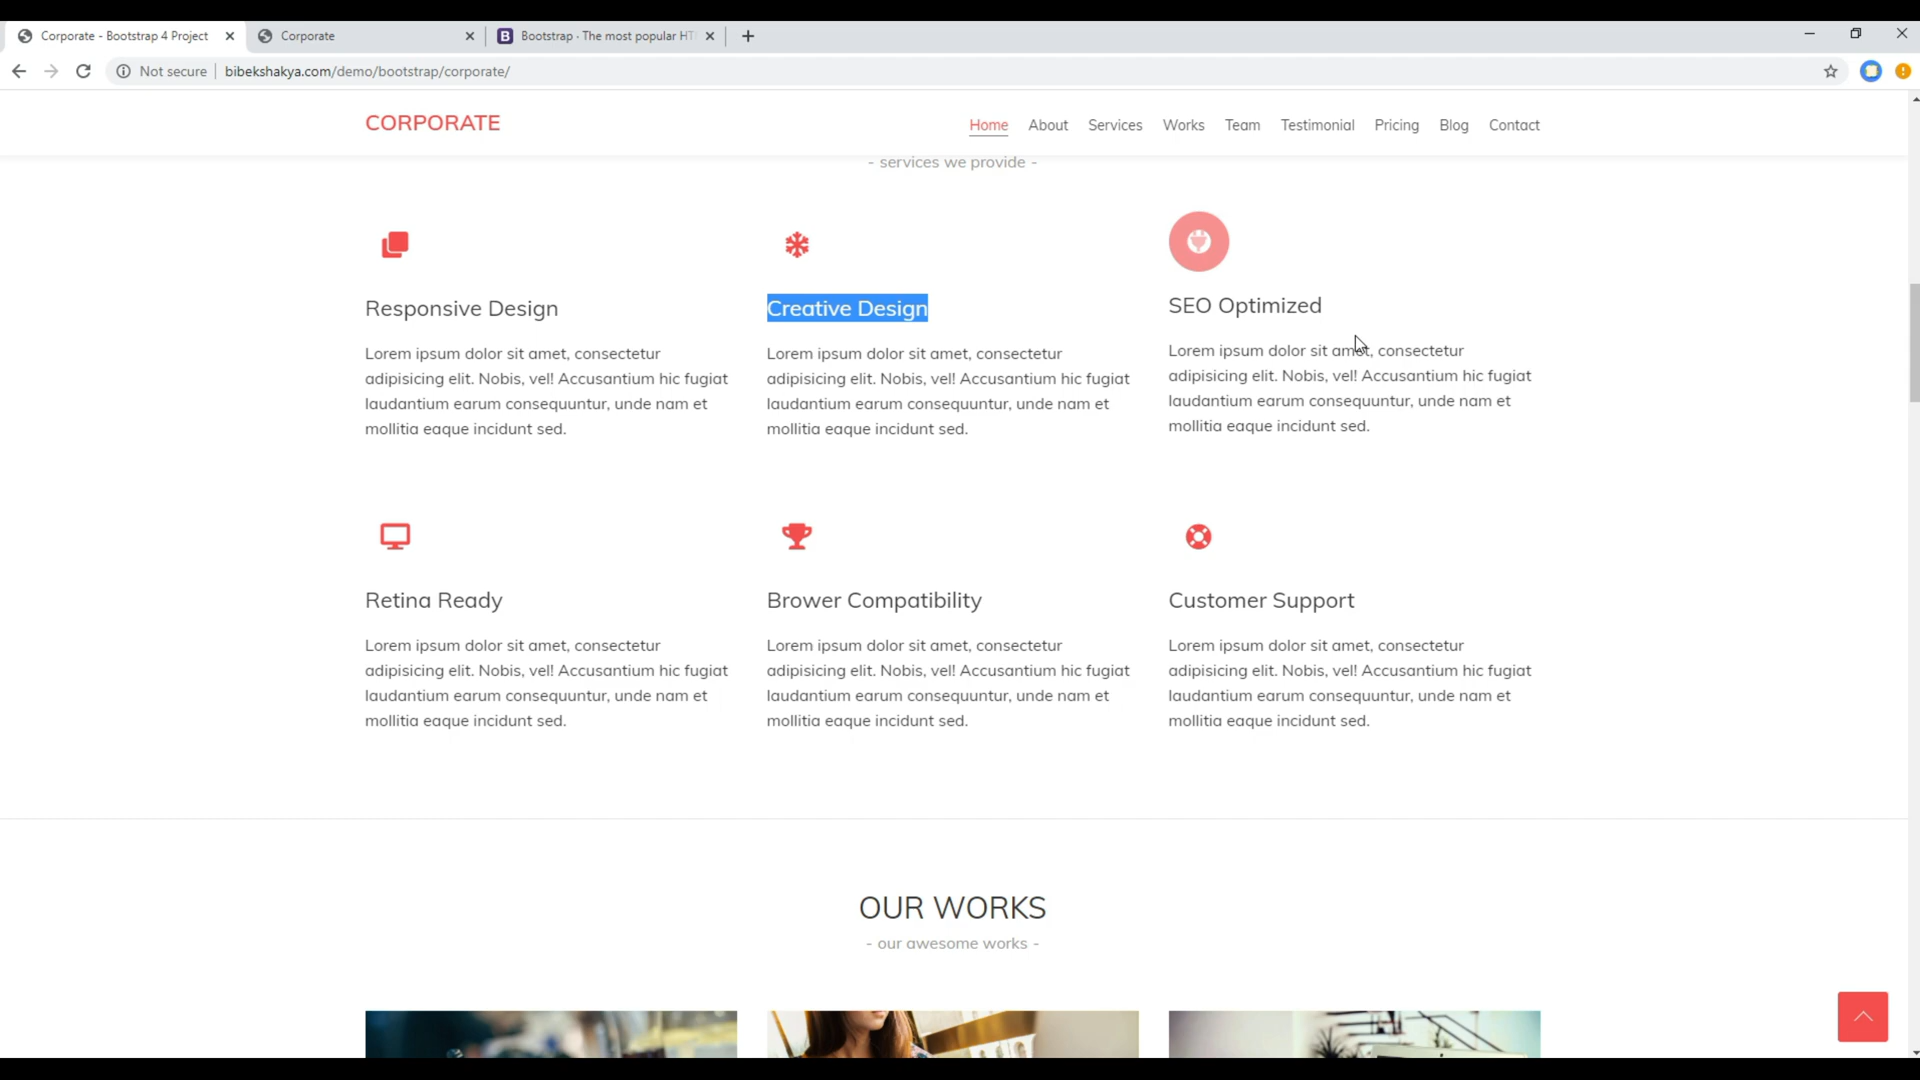 Corporate - Bootstrap 4 Project
Corporate
Bootstrap · The most popular HT
Not secure
bibekshakya.com/demo/bootstrap/corporate/
CORPORATE
Home
About
Services
Works
Team
Testimonial
Pricing
Blog
Contact
- services we provide -
Responsive Design
Lorem ipsum dolor sit amet, consectetur
adipisicing elit. Nobis, vel! Accusantium hic fugiat
laudantium earum consequuntur, unde nam et
mollitia eaque incidunt sed.
Creative Design
Lorem ipsum dolor sit amet, consectetur
adipisicing elit. Nobis, vel! Accusantium hic fugiat
laudantium earum consequuntur, unde nam et
mollitia eaque incidunt sed.
SEO Optimized
Lorem ipsum dolor sit amet, consectetur
adipisicing elit. Nobis, vel! Accusantium hic fugiat
laudantium earum consequuntur, unde nam et
mollitia eaque incidunt sed.
Retina Ready
Lorem ipsum dolor sit amet, consectetur
adipisicing elit. Nobis, vel! Accusantium hic fugiat
laudantium earum consequuntur, unde nam et
mollitia eaque incidunt sed.
Brower Compatibility
Lorem ipsum dolor sit amet, consectetur
adipisicing elit. Nobis, vel! Accusantium hic fugiat
laudantium earum consequuntur, unde nam et
mollitia eaque incidunt sed.
Customer Support
Lorem ipsum dolor sit amet, consectetur
adipisicing elit. Nobis, vel! Accusantium hic fugiat
laudantium earum consequuntur, unde nam et
mollitia eaque incidunt sed.
OUR WORKS
- our awesome works -